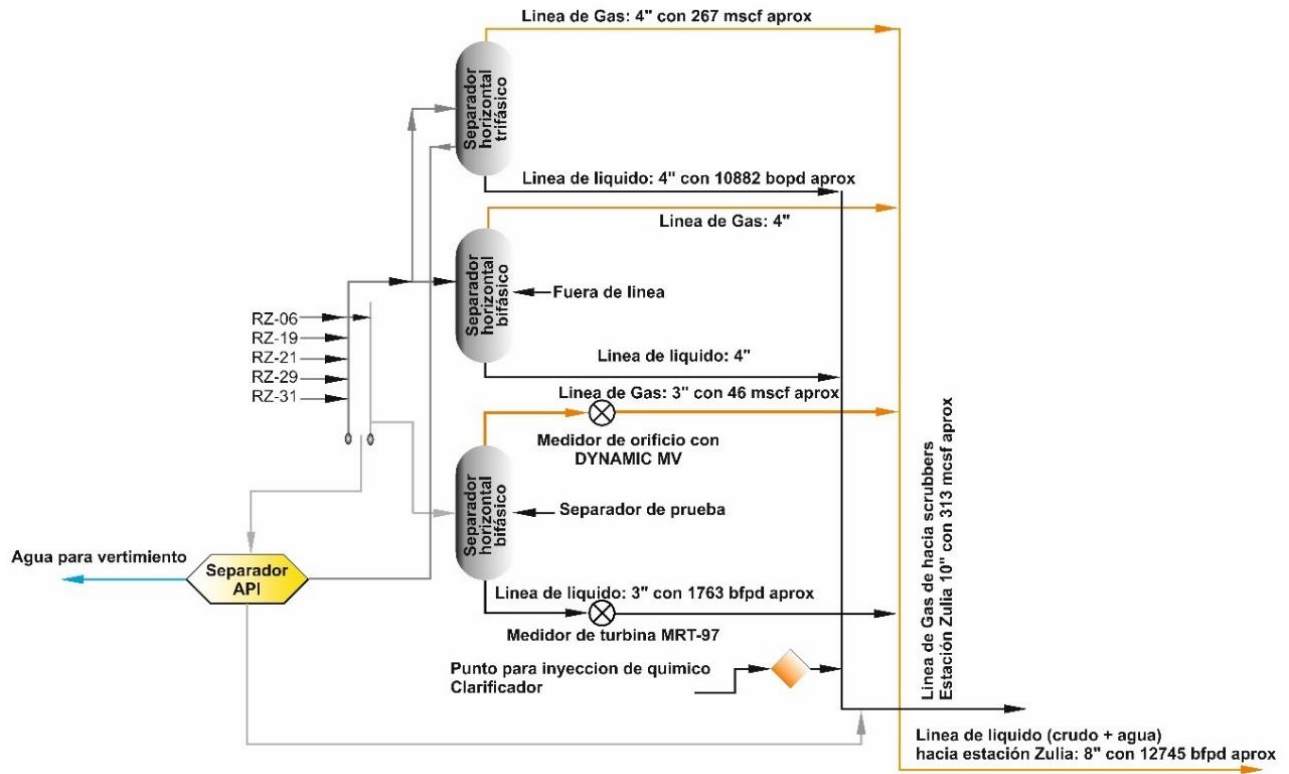 Linea de Gas: 4" con 267 mscf aprox
Separador
horizontal
trifásico
Linea de liquido: 4" con 10882 bopd aprox
Linea de Gas: 4"
Separador
horizontal
bifásico
Fuera de linea
RZ-06
RZ-19
RZ-21
RZ-29
RZ-31
Linea de liquido: 4"
Linea de Gas: 3" con 46 mscf aprox
Medidor de orificio con
DYNAMIC MV
Separador
horizontal
bifásico
Separador de prueba
Agua para vertimiento
Separador
API
Linea de liquido: 3" con 1763 bfpd aprox
Medidor de turbina MRT-97
Punto para inyeccion de quimico
Clarificador
Linea de Gas de hacia scrubbers
Estación Zulia 10" con 313 mcsf aprox
Linea de liquido (crudo + agua)
hacia estación Zulia: 8" con 12745 bfpd aprox